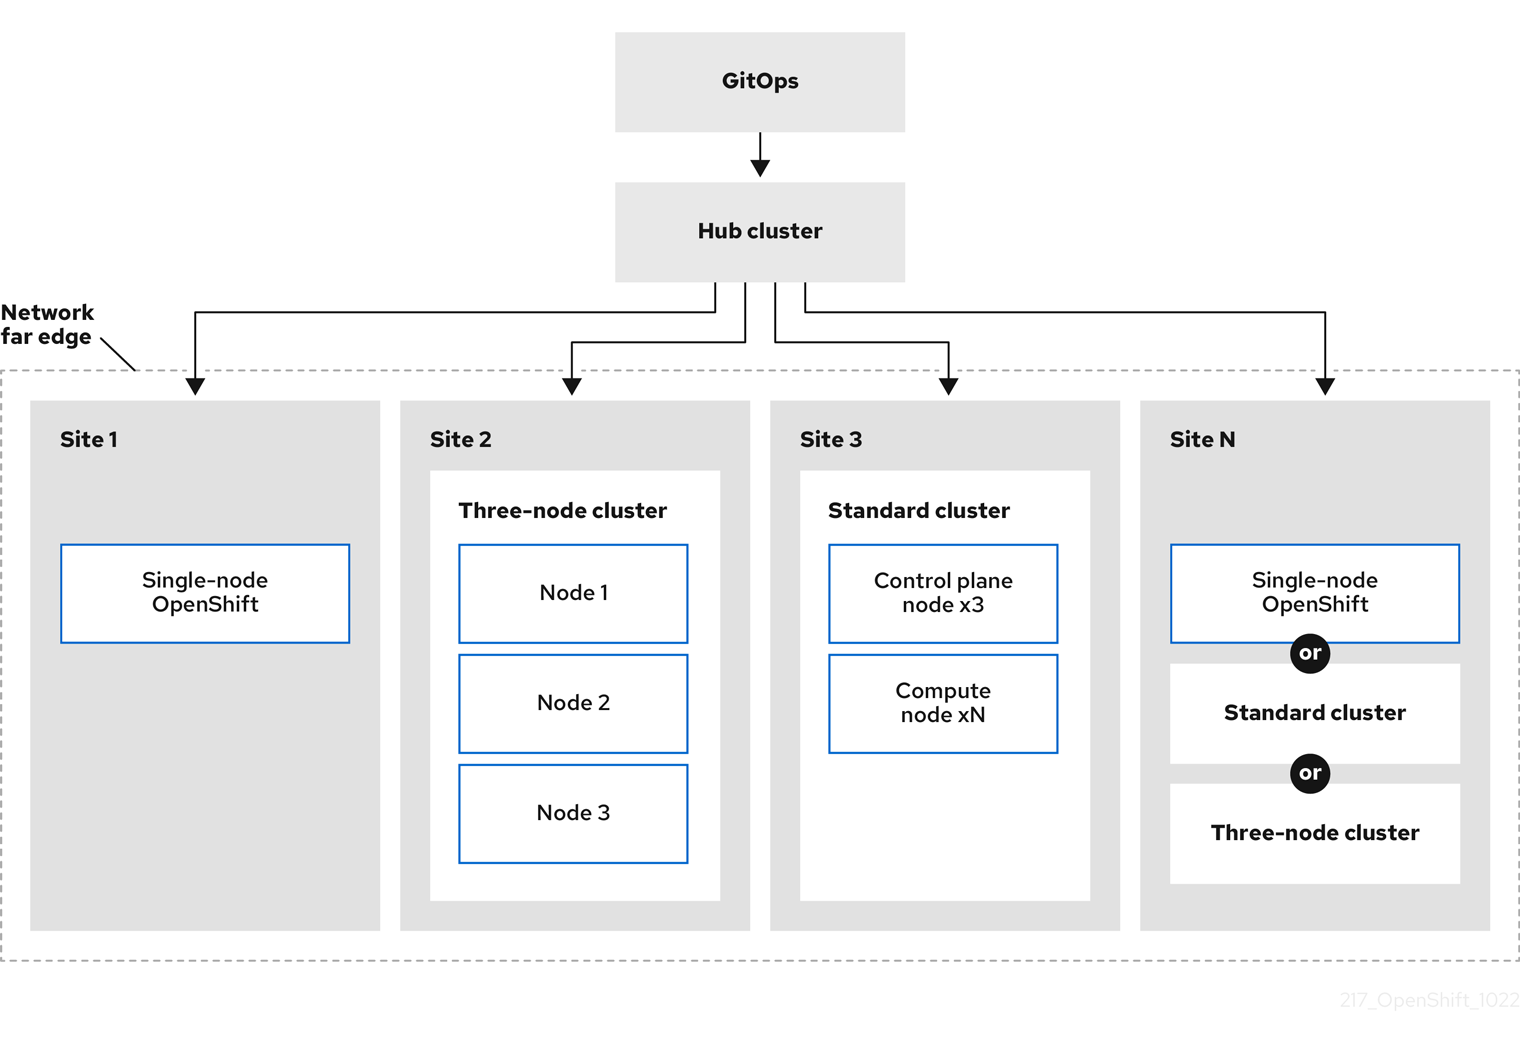 GitOps
Hub cluster
Network
far edge
Site 1
Single-node
OpenShift
Site 2
Three-node cluster
Node 1
Node 2
Node 3
Site 3
Standard cluster
Control plane
node x3
Compute
node xN
Site N
Single-node
OpenShift
or
Standard cluster
or
Three-node cluster
217_OpenShift_1022